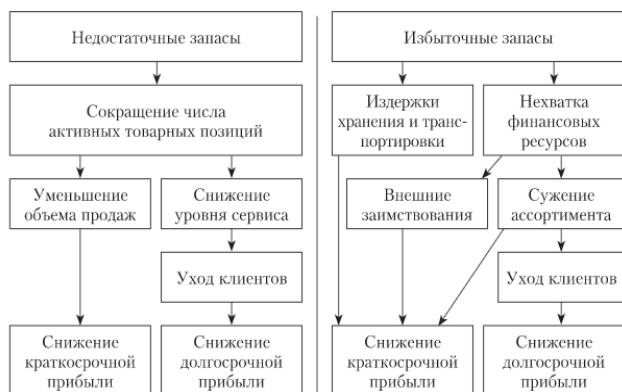 Недостаточные запасы
Сокращение числа
активных товарных позиций
Уменьшение
объема продаж
Снижение
уровня сервиса
Уход клиентов
Снижение
краткосрочной
прибыли
Снижение
долгосрочной
прибыли
Избыточные запасы
Издержки
хранения и транс-
портировки
Нехватка
финансовых
ресурсов
Внешние
заимствования
Сужение
ассортимента
Уход клиентов
Снижение
краткосрочной
прибыли
Снижение
долгосрочной
прибыли